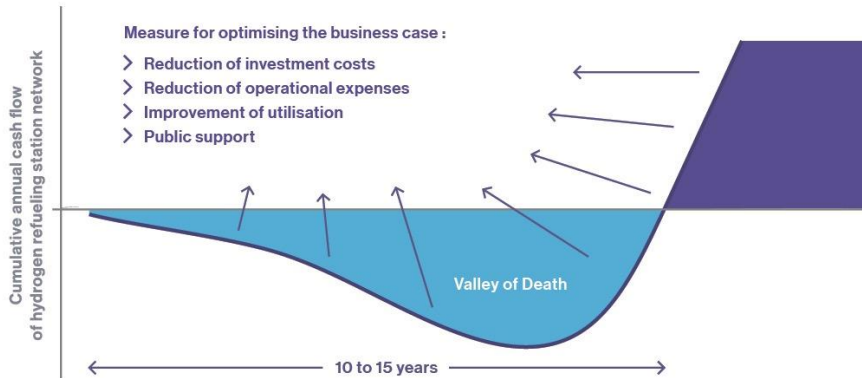 Measure for optimising the business case :
Reduction of investment costs
Reduction of operational expenses
Improvement of utilisation
Public support
Cumulative annual cash flow
of hydrogen refueling station network
Valley of Death
10 to 15 years